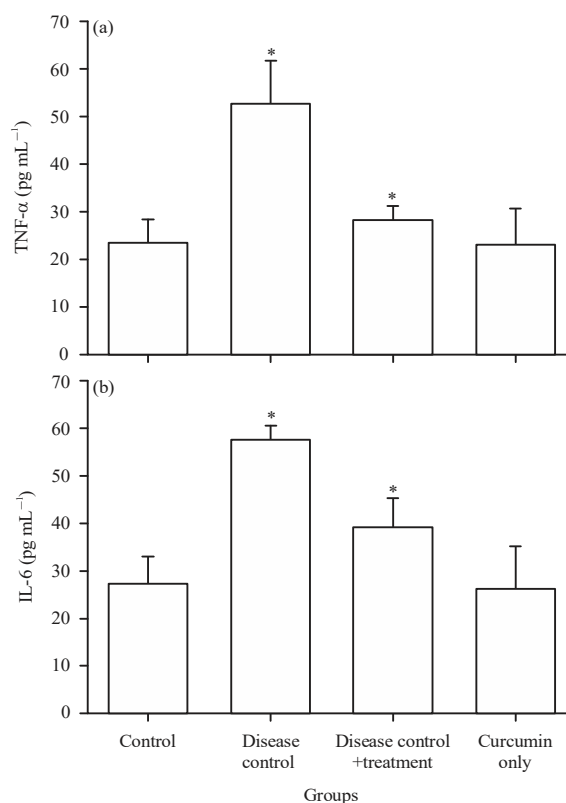 (a)
70
60
50
40
30
20
10
0
TNF-α (pg mL⁻¹)
*
*
(b)
70
60
50
40
30
20
10
0
IL-6 (pg mL⁻¹)
*
*
Control
Disease
control
Disease control
+treatment
Curcumin
only
Groups